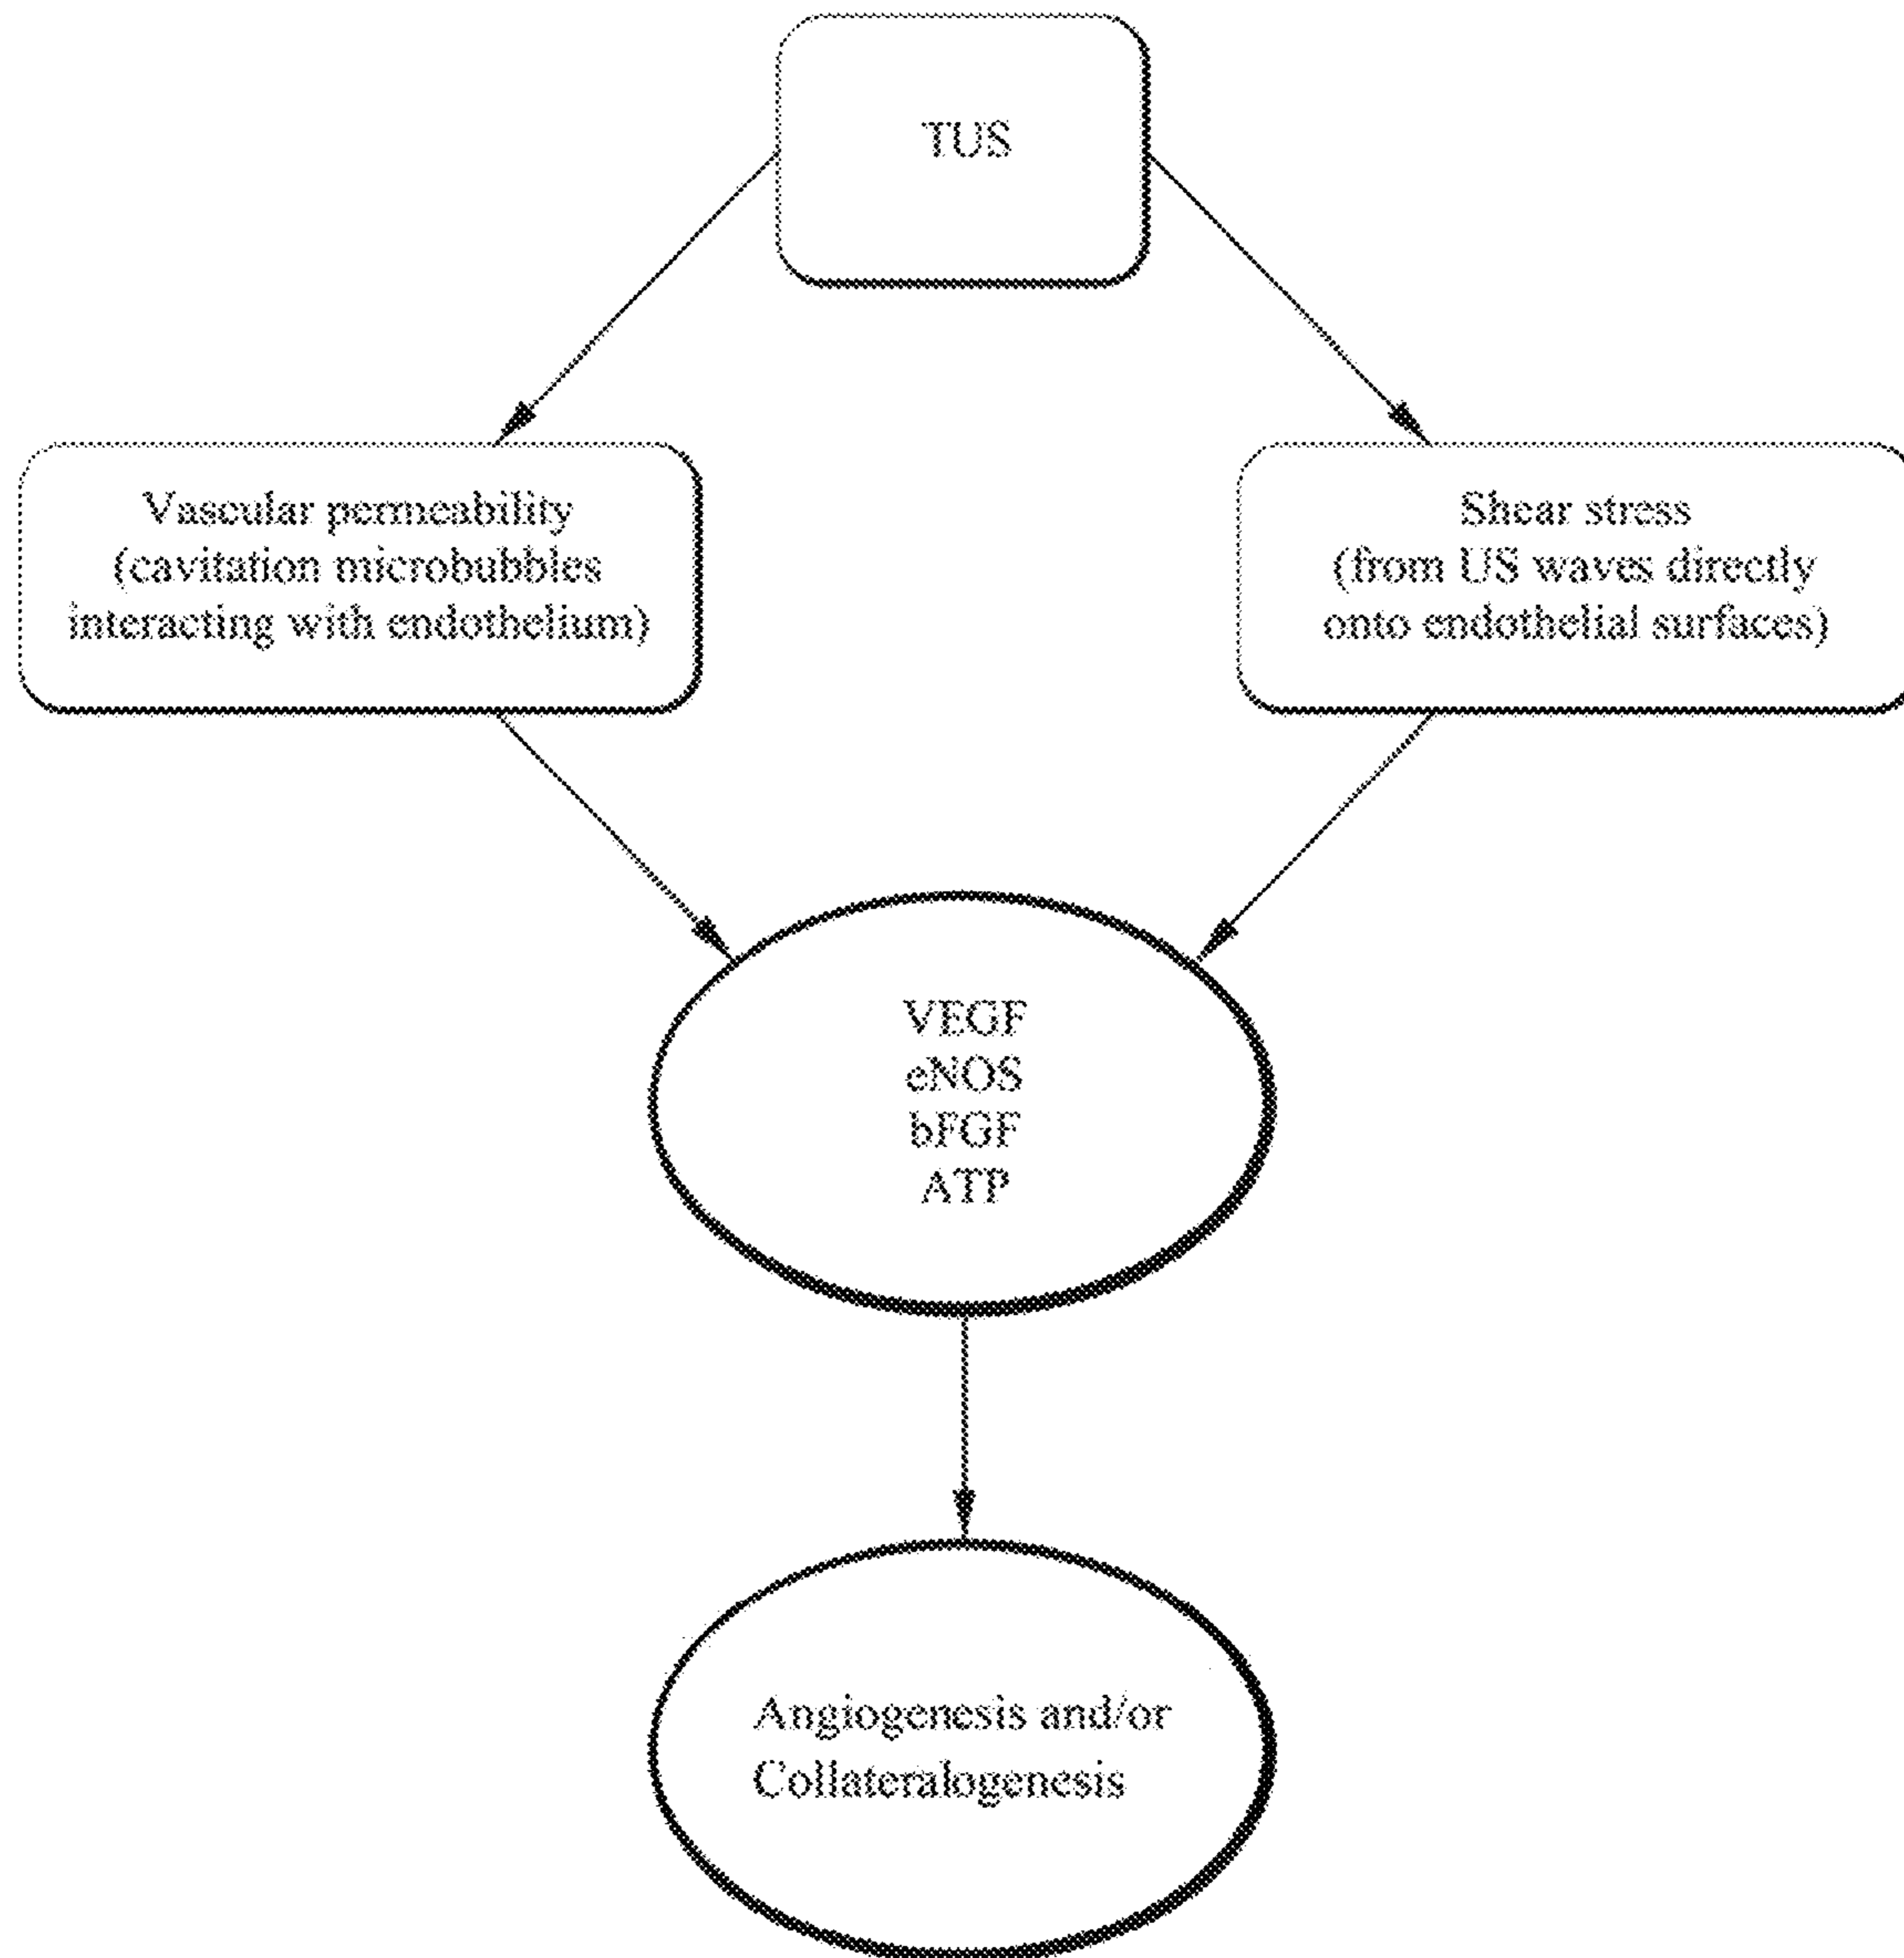 TUS
Vascular permeability
(cavitation microbubbles
interacting with endothelium)
Shear stress
(from US waves directly
onto endothelial surfaces)
VEGF
eNOS
bFGF
ATP
Angiogenesis and/or
Collateralogenesis